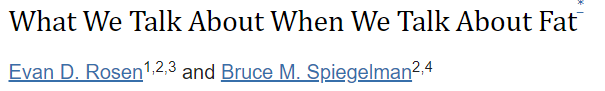 What We Talk About When We Talk About Fat*
Evan D. Rosen1,2,3 and Bruce M. Spiegelman2,4